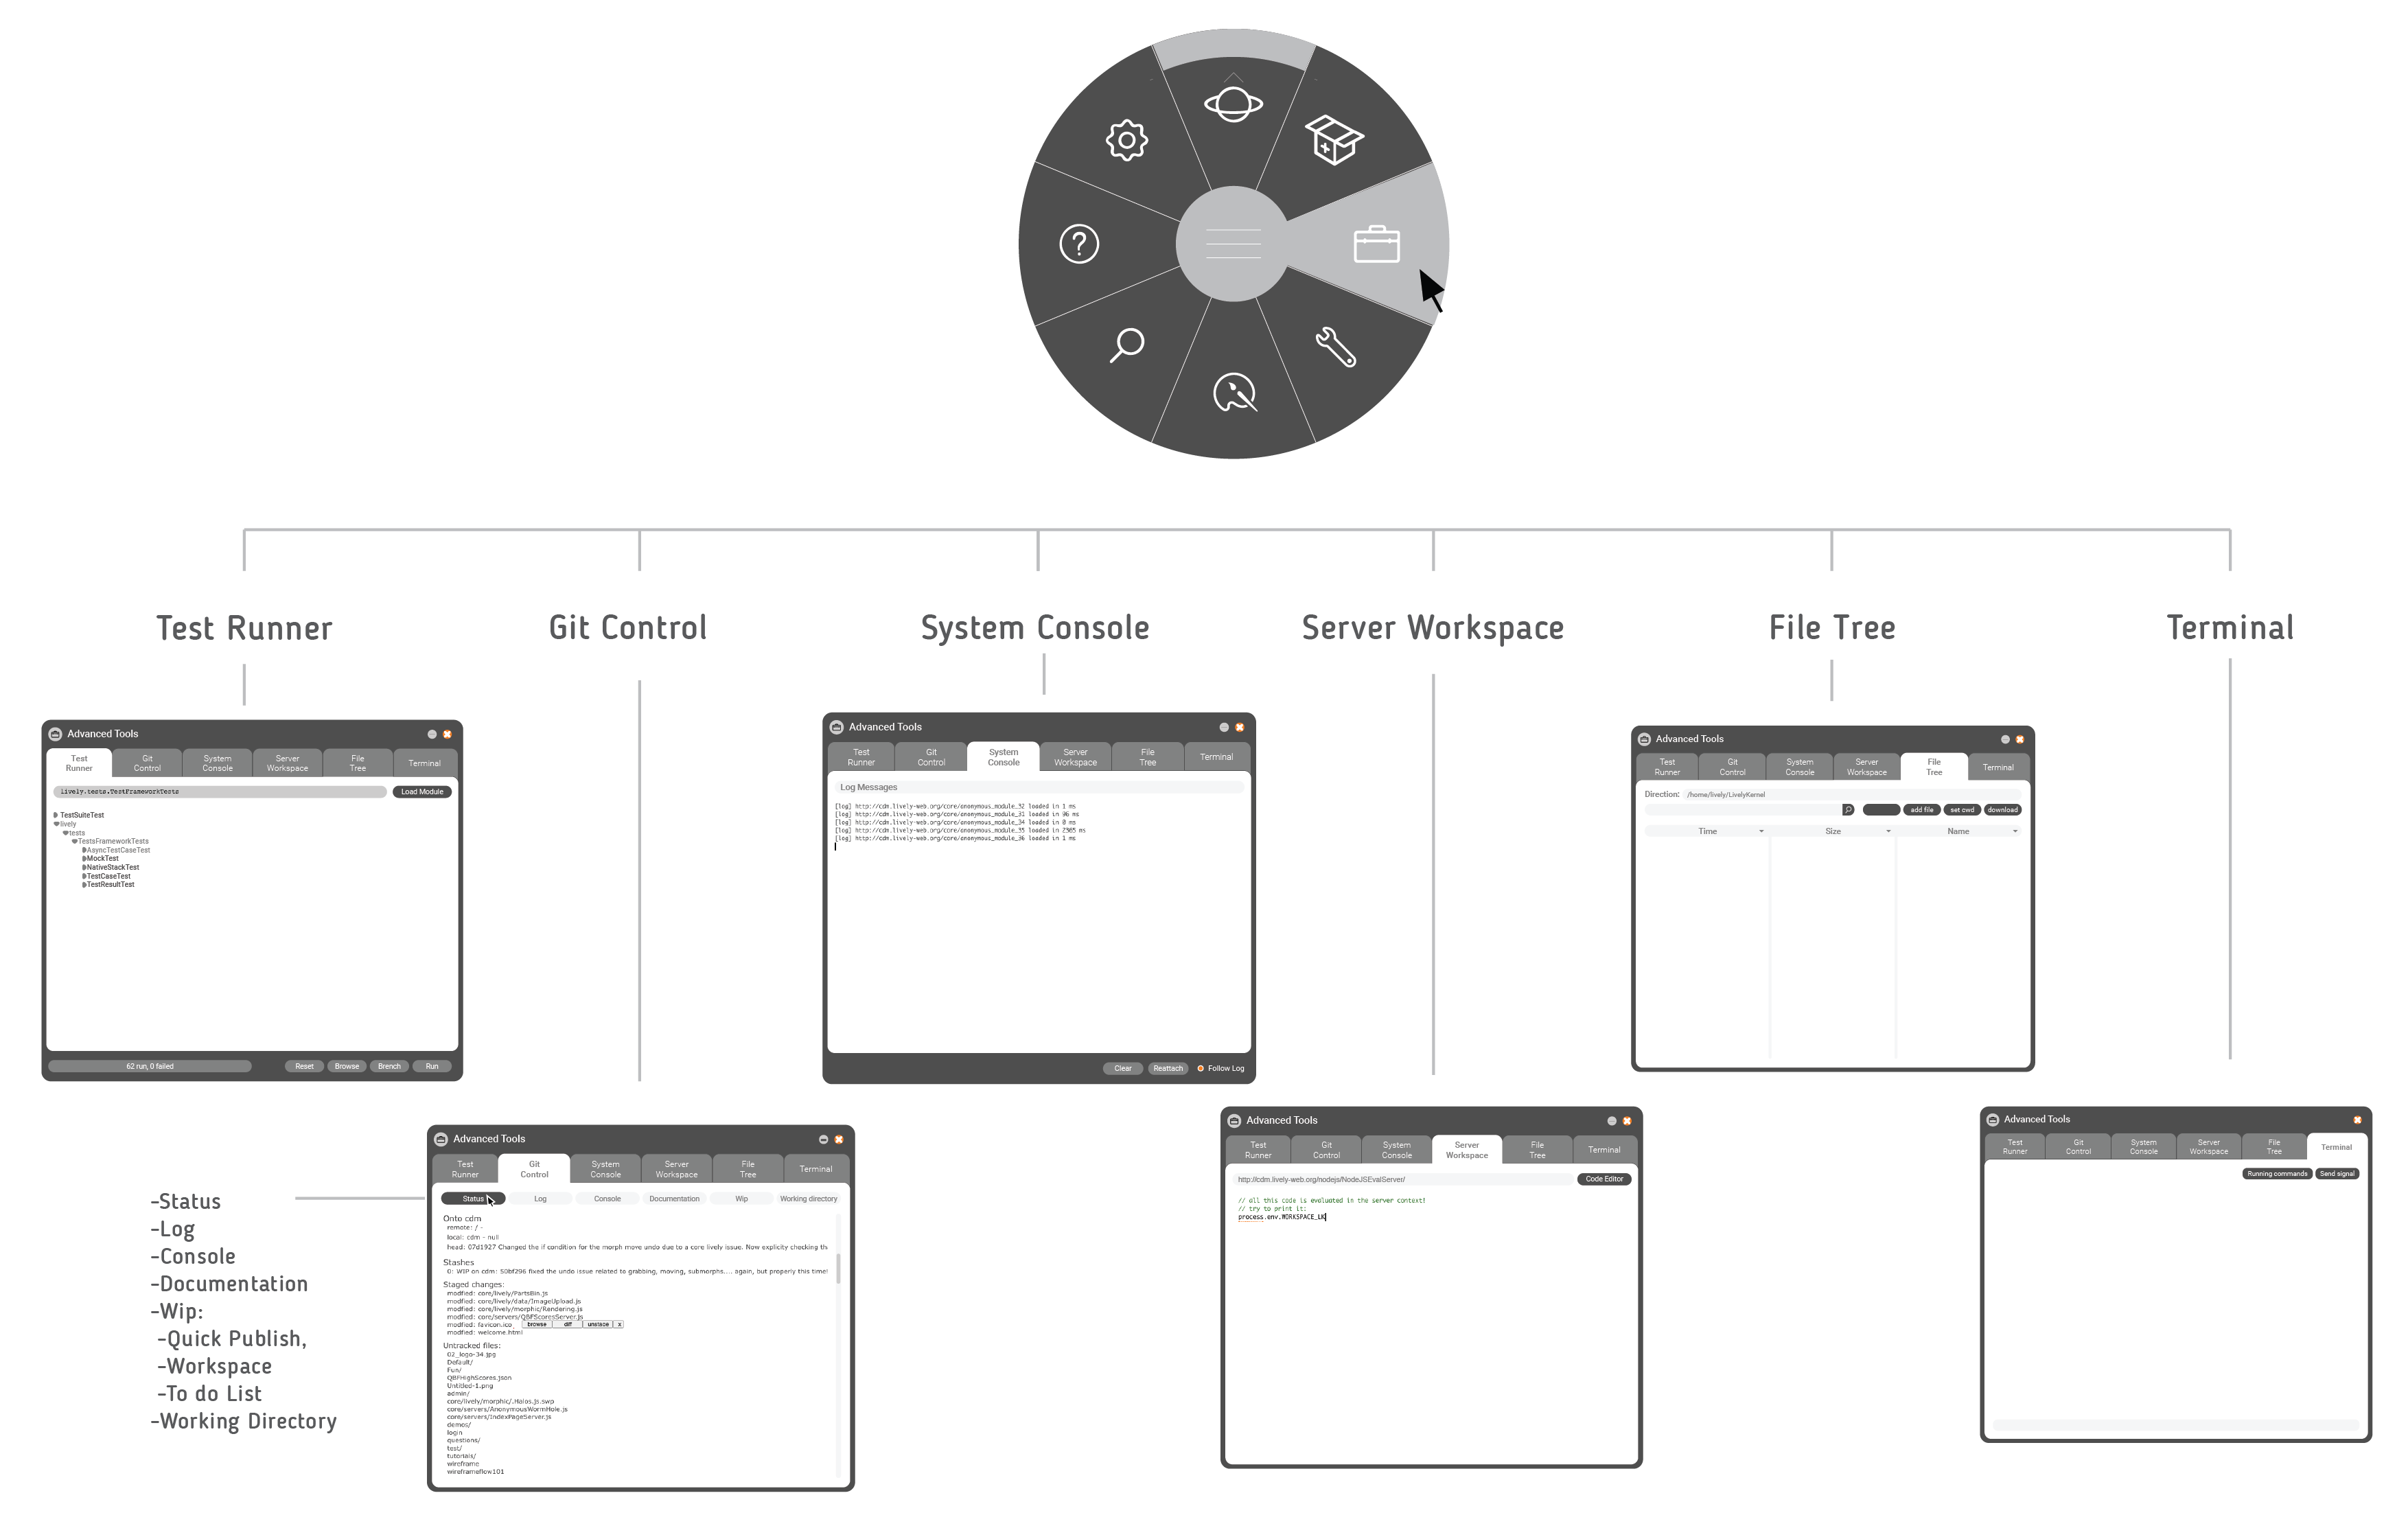 Test Runner
Git Control
System Console
Server Workspace
File Tree
Terminal
Advanced Tools
Test Runner
Git Control
System Console
Server Workspace
File Tree
Terminal
lively.tests.TestFrameworkTests
Load Module
TestSuiteTest
lively
tests
TestsFrameworkTests
AsyncTestCaseTest
MockTest
NativeStackTest
TestCaseTest
TestResultTest
62 run, 0 failed
Reset
Browse
Brench
Run
Advanced Tools
Test Runner
Git Control
System Console
Server Workspace
File Tree
Terminal
Log Messages
[log] http://cdm.lively-web.org/core/anonymous_module_32 loaded in 1 ms
[log] http://cdm.lively-web.org/core/anonymous_module_31 loaded in 96 ms
[log] http://cdm.lively-web.org/core/anonymous_module_34 loaded in 0 ms
[log] http://cdm.lively-web.org/core/anonymous_module_35 loaded in 2365 ms
[log] http://cdm.lively-web.org/core/anonymous_module_36 loaded in 1 ms
Clear
Reattach
Follow Log
Advanced Tools
Test Runner
Git Control
System Console
Server Workspace
File Tree
Terminal
Direction:
/home/lively/LivelyKernel
add file
set cwd
download
Time
Size
Name
-Status
-Log
-Console
-Documentation
-Wip:
-Quick Publish,
-Workspace
-To do List
-Working Directory
Advanced Tools
Test Runner
Git Control
System Console
Server Workspace
File Tree
Terminal
Status
Log
Console
Documentation
Wip
Working directory
Onto cdm
remote: / -
local: cdm - null
head: 07d1927 Changed the if condition for the morph move undo due to a core lively issue. Now explicity checking th
Stashes
0: WIP on cdm: 50bf296 fixed the undo issue related to grabbing, moving, submorphs.... again, but properly this time!
Staged changes:
modfied: core/lively/PartsBin.js
modfied: core/lively/data/ImageUpload.js
modfied: core/lively/morphic/Rendering.js
modfied: core/servers/QBFScoresServer.js
modfied: favicon.ico
browse
diff
unstage
x
modfied: welcome.html
Untracked files:
02_logo-34.jpg
Default/
Fun/
QBFHighScores.json
Untitled-1.png
admin/
core/lively/morphic/.Halos.js.swp
core/servers/AnonymousWormHole.js
core/servers/IndexPageServer.js
demos/
login
questions/
test/
tutorials/
wireframe
wireframeflow101
Advanced Tools
Test Runner
Git Control
System Console
Server Workspace
File Tree
Terminal
http://cdm.lively-web.org/nodejs/NodeJSEvalServer/
Code Editor
// all this code is evaluated in the server context!
// try to print it:
process.env.WORKSPACE_LK
Advanced Tools
Test Runner
Git Control
System Console
Server Workspace
File Tree
Terminal
Running commands
Send signal